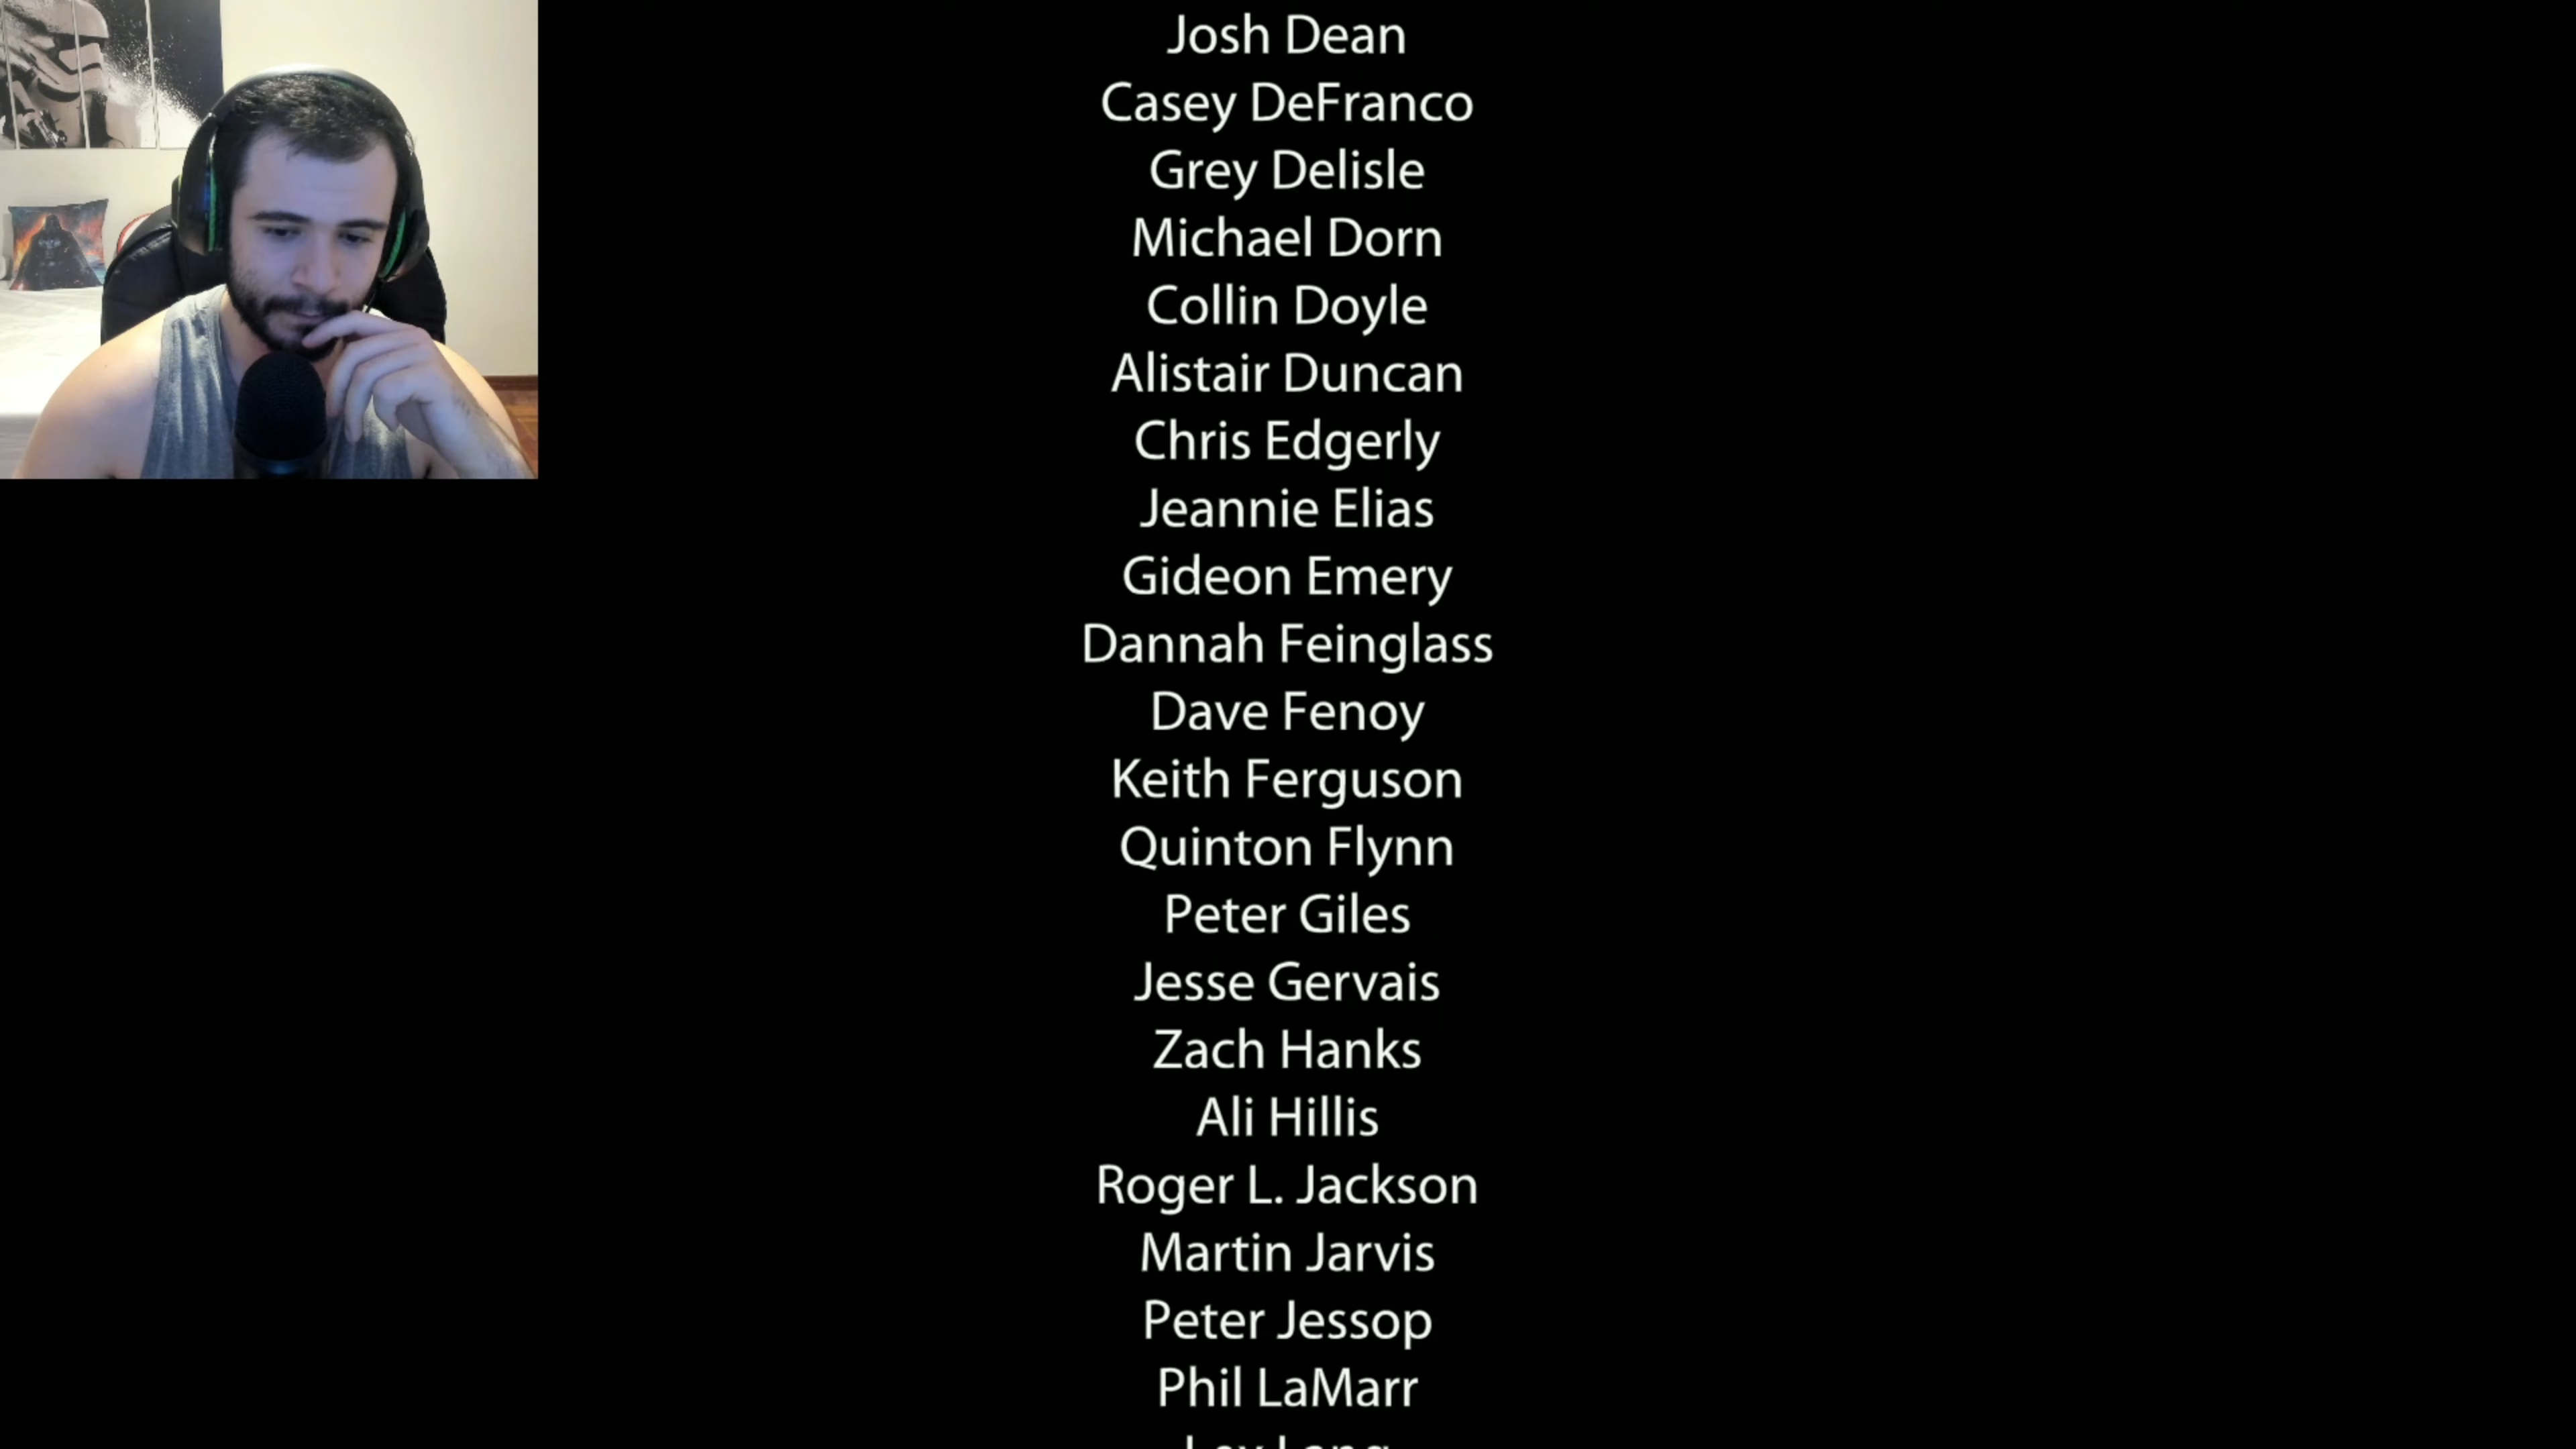 Josh Dean
Casey DeFranco
Grey Delisle
Michael Dorn
Collin Doyle
Alistair Duncan
Chris Edgerly
Jeannie Elias
Gideon Emery
Dannah Feinglass
Dave Fenoy
Keith Ferguson
Quinton Flynn
Peter Giles
Jesse Gervais
Zach Hanks
Ali Hillis
Roger L. Jackson
Martin Jarvis
Peter Jessop
Phil LaMarr